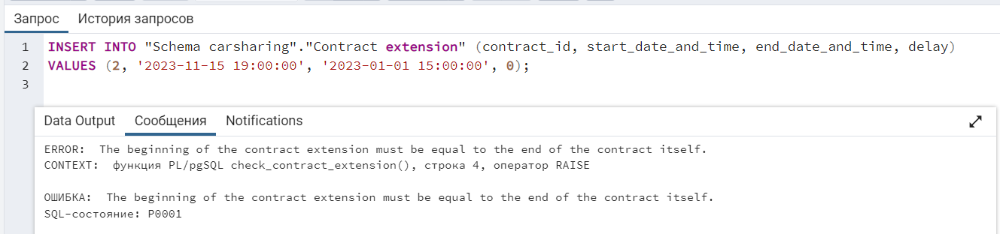 Запрос История запросов
1 INSERT INTO "Schema carsharing"."Contract extension" (contract_id, start_date_and_time, end_date_and_time, delay)
2 VALUES (2, '2023-11-15 19:00:00', '2023-01-01 15:00:00', 0);
3
Data Output Сообщения Notifications
ERROR:  The beginning of the contract extension must be equal to the end of the contract itself.
CONTEXT:  функция PL/pgSQL check_contract_extension(), строка 4, оператор RAISE
ОШИБКА:  The beginning of the contract extension must be equal to the end of the contract itself.
SQL-состояние: P0001